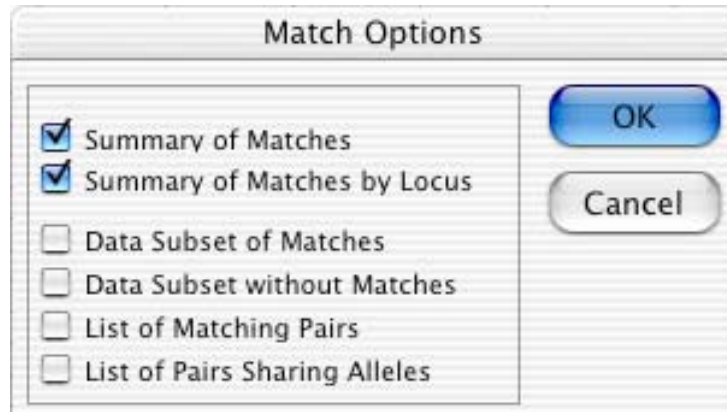 Match Options
Summary of Matches
Summary of Matches by Locus
Data Subset of Matches
Data Subset without Matches
List of Matching Pairs
List of Pairs Sharing Alleles
OK
Cancel